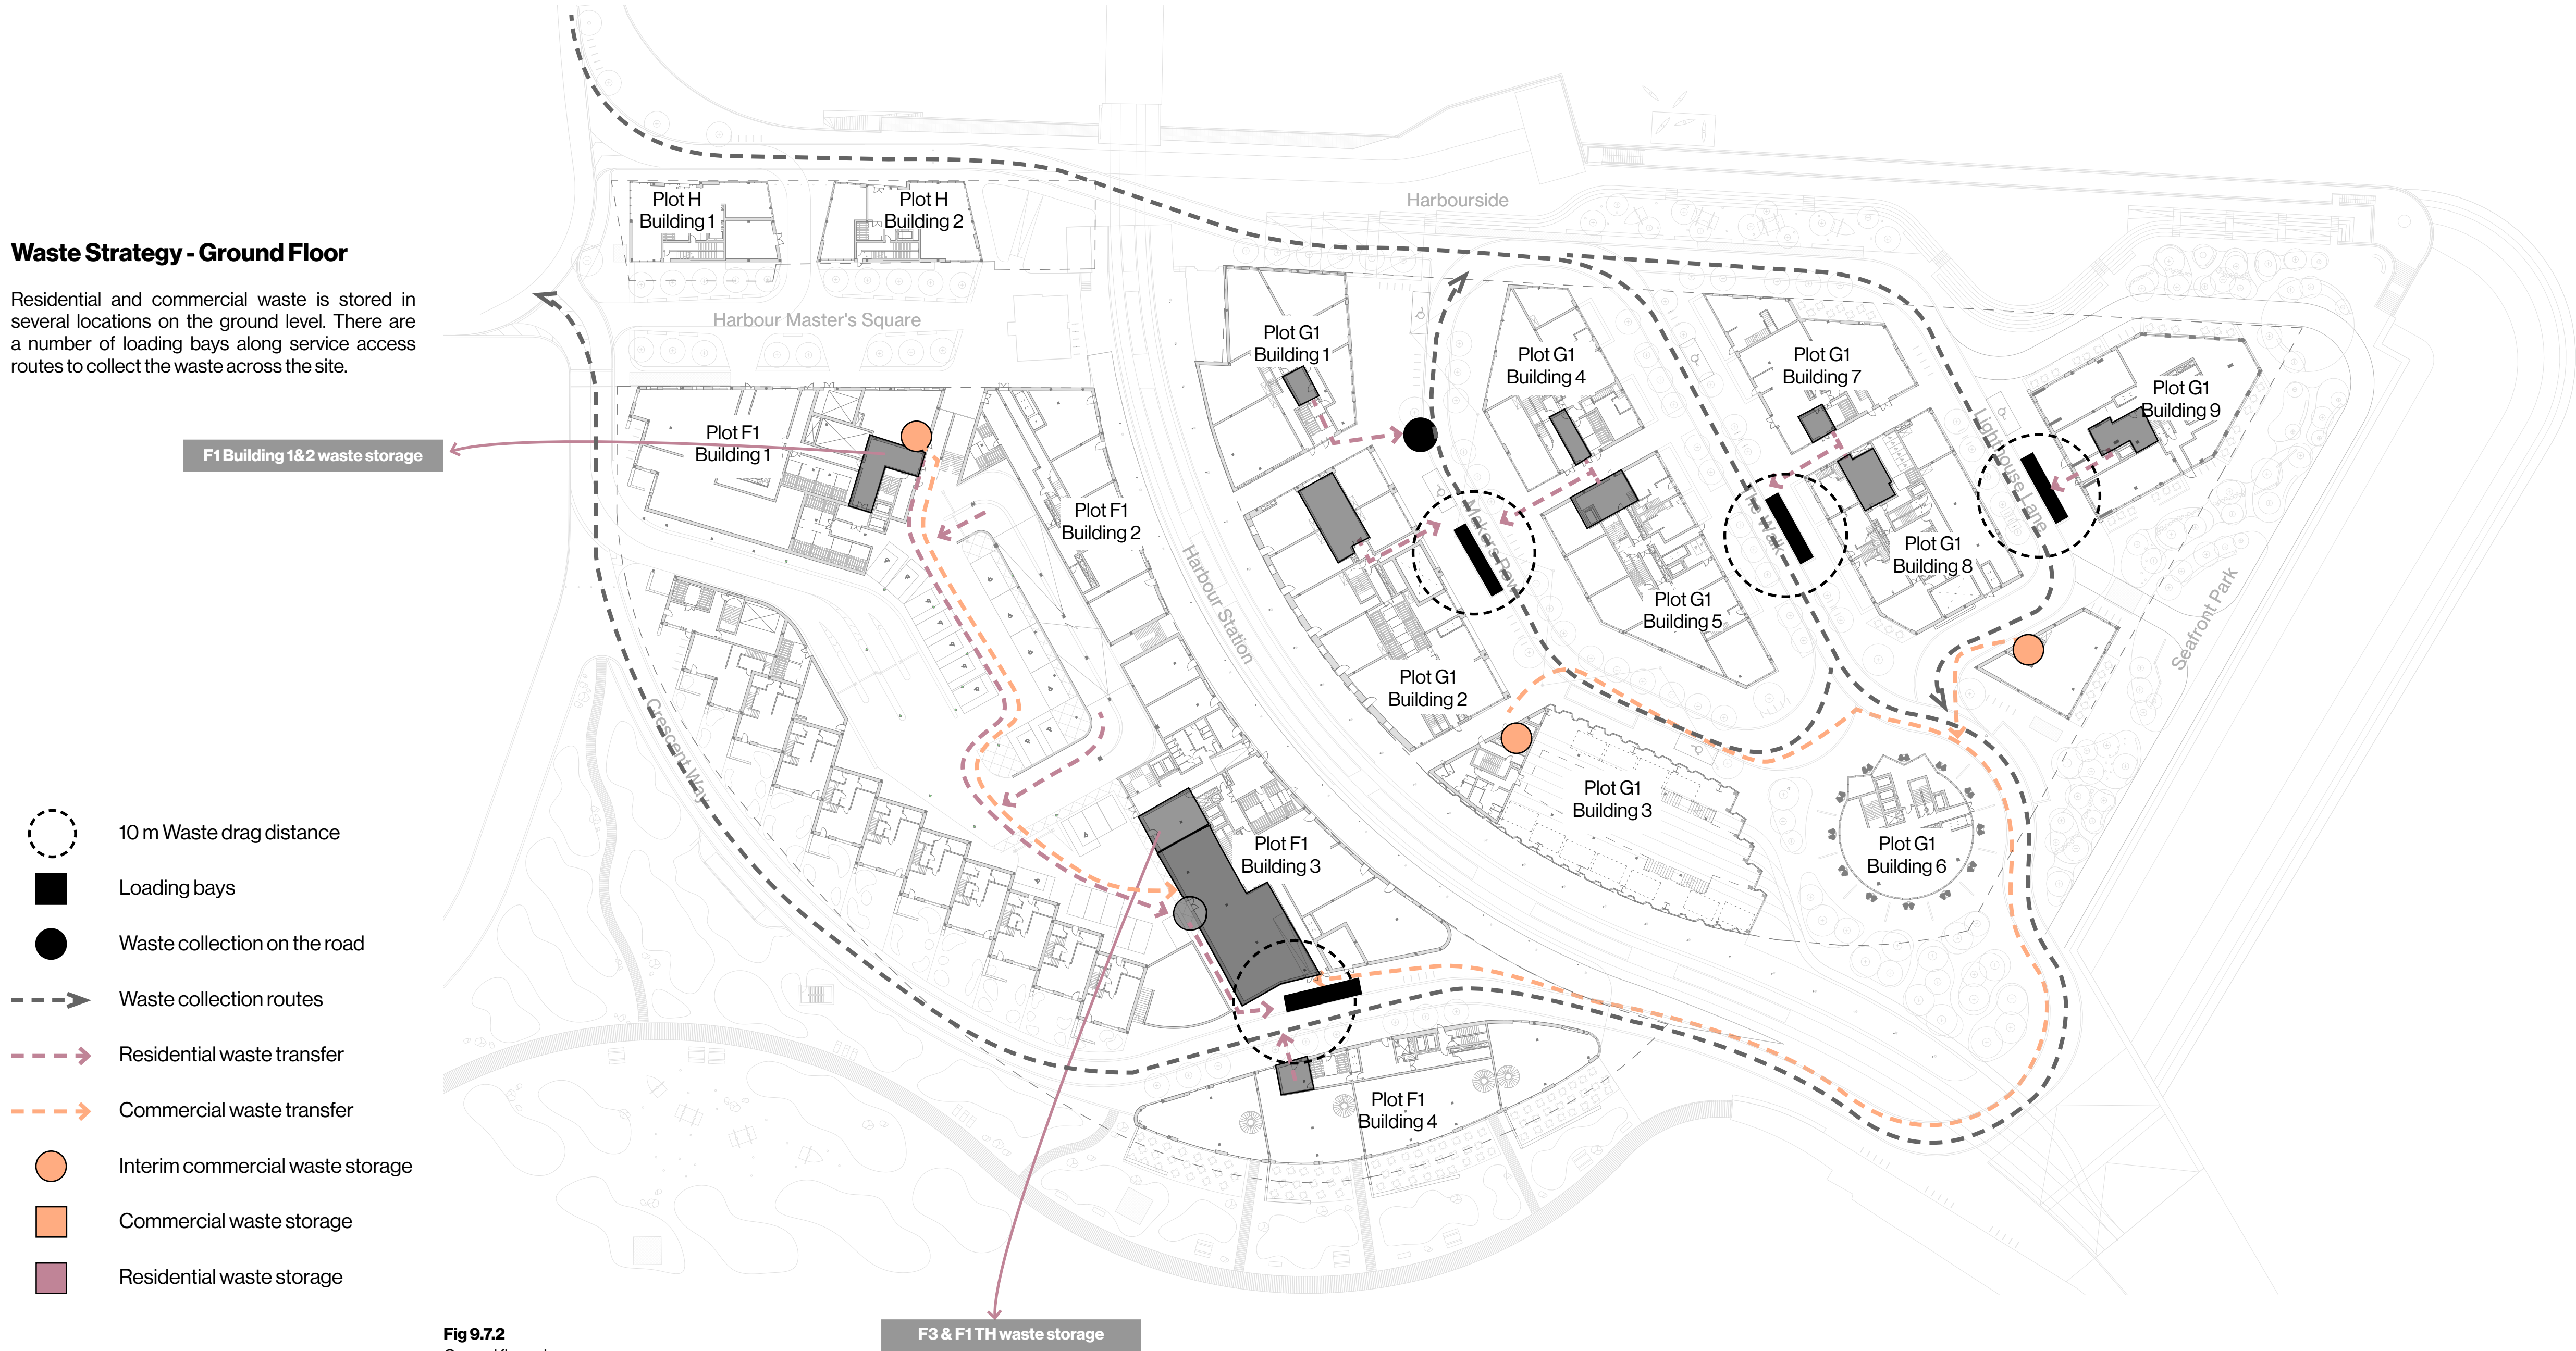 Waste Strategy - Ground Floor
Residential and commercial waste is stored in
several locations on the ground level. There are
a number of loading bays along service access
routes to collect the waste across the site.
F1 Building 1&2 waste storage
10 m Waste drag distance
Loading bays
Waste collection on the road
Waste collection routes
Residential waste transfer
Commercial waste transfer
Interim commercial waste storage
Commercial waste storage
Residential waste storage
Plot H
Building 1
Plot H
Building 2
Harbour Master's Square
Harbourside
Plot F1
Building 1
Plot F1
Building 2
Harbour Station
Crescent Way
Plot G1
Building 1
Plot G1
Building 4
Plot G1
Building 7
Plot G1
Building 9
Lighthouse Lane
Makers Row
The Walk
Plot G1
Building 8
Plot G1
Building 5
Seafront Park
Plot G1
Building 2
Plot G1
Building 3
Plot G1
Building 6
Plot F1
Building 3
Plot F1
Building 4
F3 & F1 TH waste storage
Fig 9.7.2